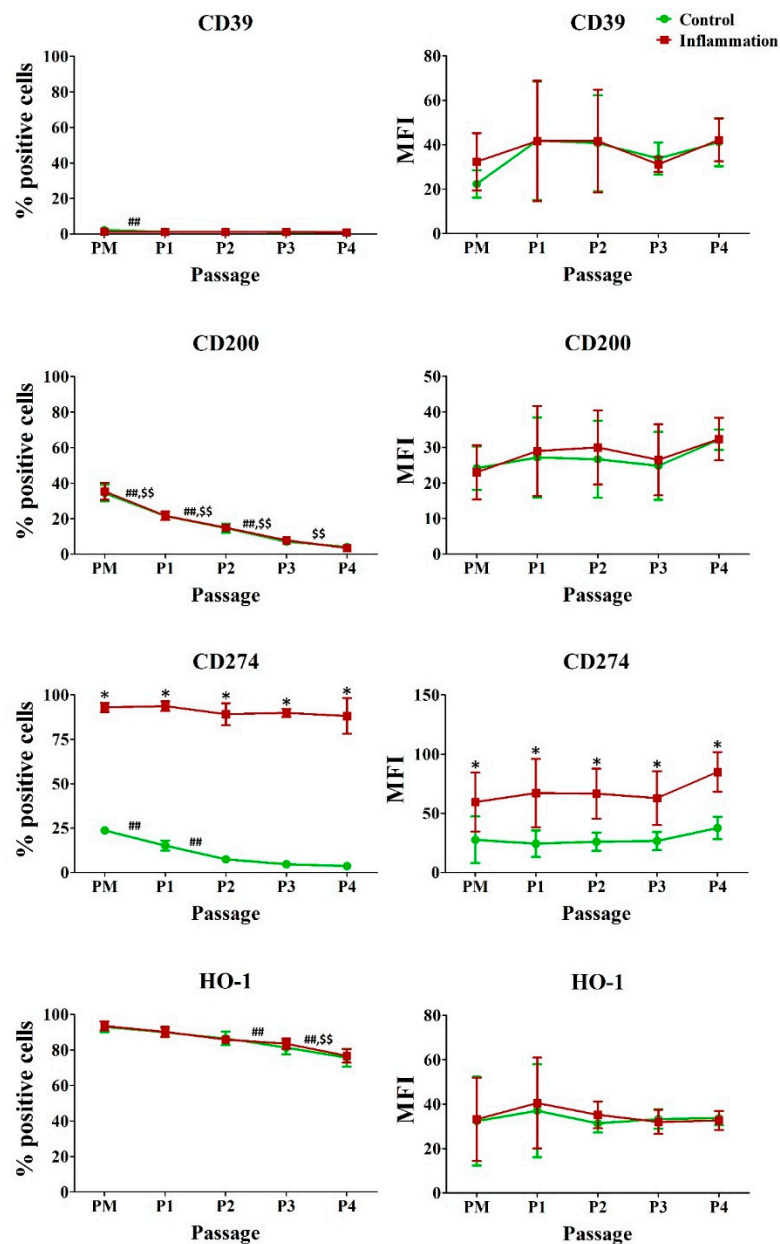 CD39
CD39
Control
Inflammation
% positive cells
100
80
60
40
20
0
##
PM P1 P2 P3 P4
Passage
MFI
80
60
40
20
0
PM P1 P2 P3 P4
Passage
CD200
CD200
% positive cells
100
80
60
40
20
0
##,$$ ##,$$ ##,$$ $$
PM P1 P2 P3 P4
Passage
MFI
50
40
30
20
10
0
PM P1 P2 P3 P4
Passage
CD274
CD274
% positive cells
100
75
50
25
0
* * * * *
## ##
PM P1 P2 P3 P4
Passage
MFI
150
100
50
0
* * * * *
PM P1 P2 P3 P4
Passage
HO-1
HO-1
% positive cells
100
80
60
40
20
0
## ##,$$
PM P1 P2 P3 P4
Passage
MFI
80
60
40
20
0
PM P1 P2 P3 P4
Passage